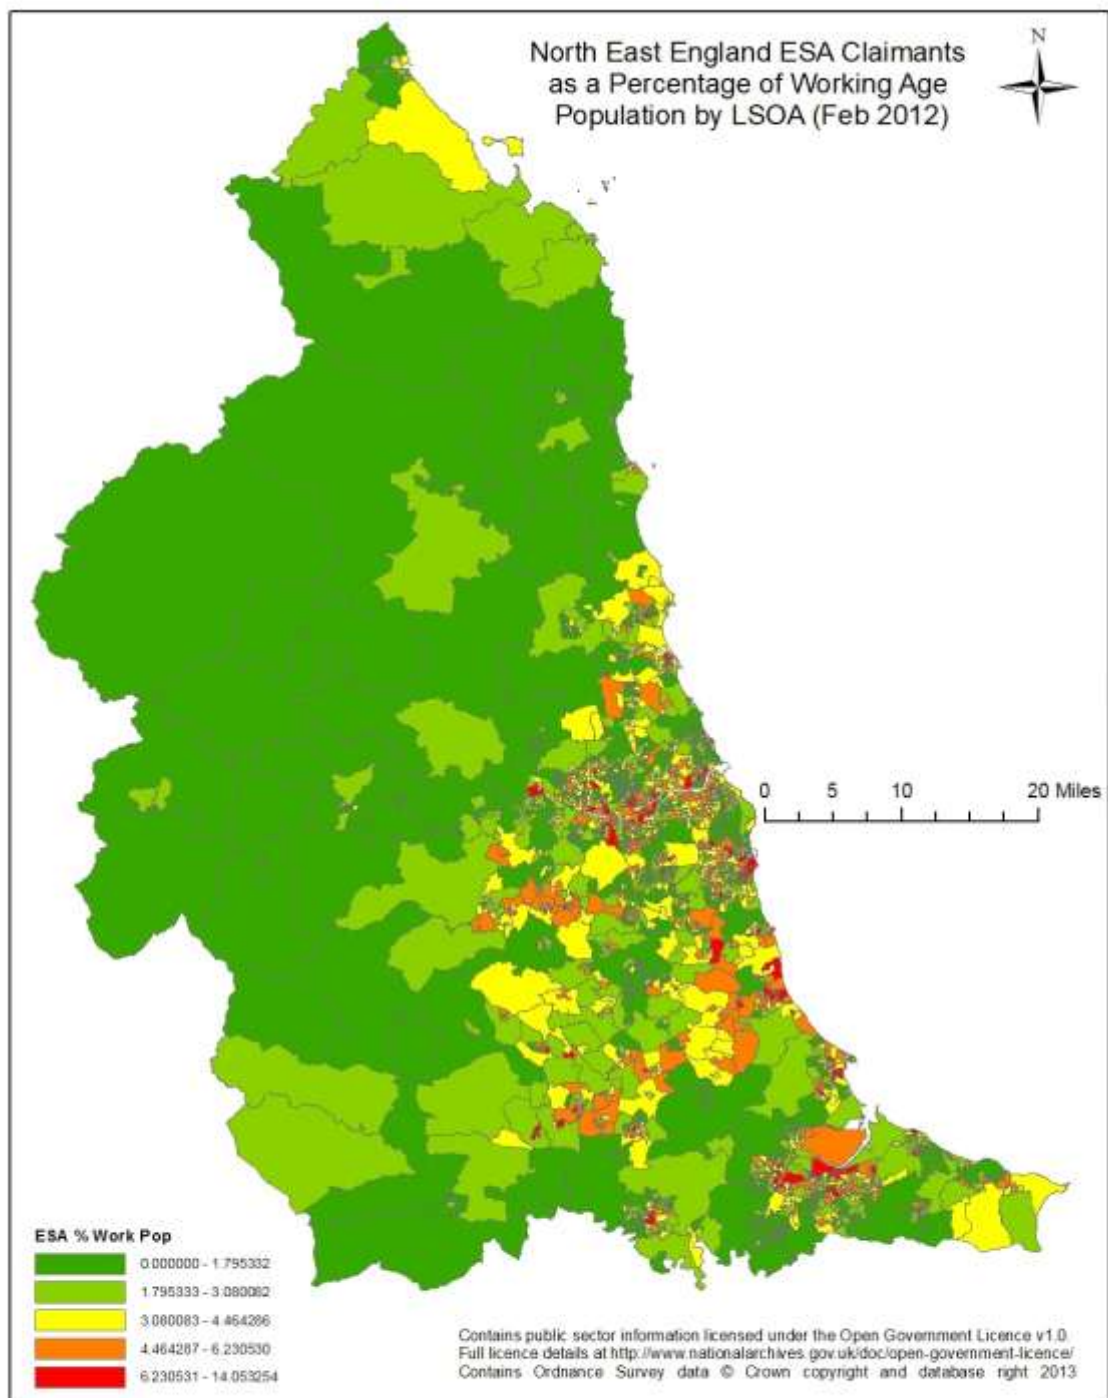 North East England ESA Claimants
as a Percentage of Working Age
Population by LSOA (Feb 2012)
N
0 5 10 20 Miles
ESA % Work Pop
0.000000 - 1.795332
1.795333 - 3.080082
3.080083 - 4.464286
4.464287 - 6.230530
6.230531 - 14.053254
Contains public sector information licensed under the Open Government Licence v1.0.
Full licence details at http://www.nationalarchives.gov.uk/doc/open-government-licence/
Contains Ordnance Survey data © Crown copyright and database right 2013